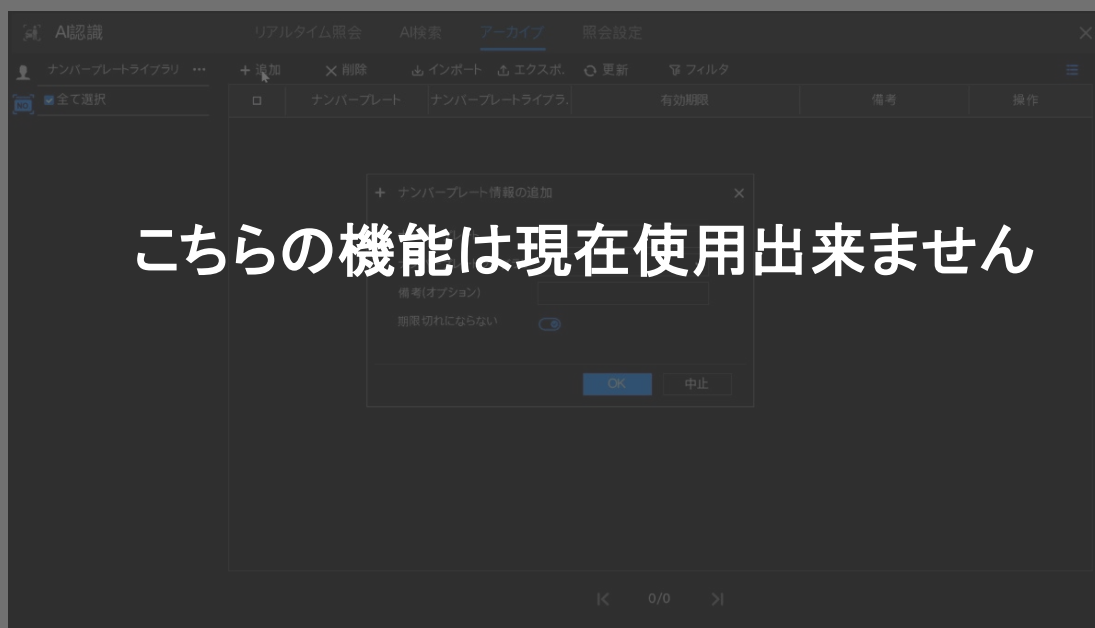 AI認識
リアルタイム照会 AI検索 アーカイブ 照会設定
ナンバープレートライブラリ ••• 追加 削除 インポート エクスポ. 更新 フィルタ
NO. 全て選択 ナンバープレート ナンバープレートライブラ. 有効期限 備考 操作
ナンバープレート情報の追加
こちらの機能は現在使用出来ません
備考(オプション)
期限切れにならない
OK 中止
0/0